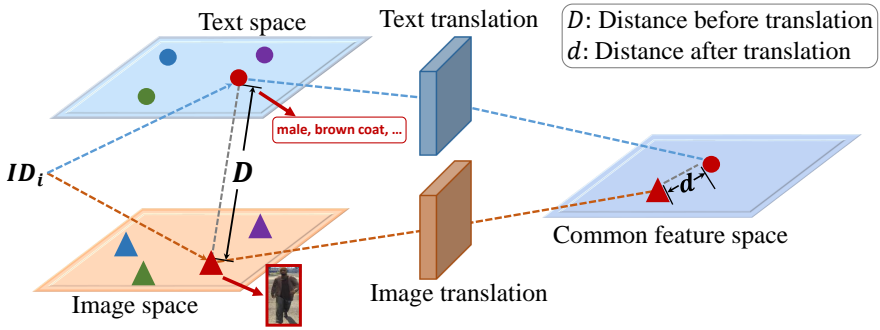 Text space
Text translation
D: Distance before translation
d: Distance after translation
male, brown coat, ...
ID_i
D
d
Common feature space
Image space
Image translation